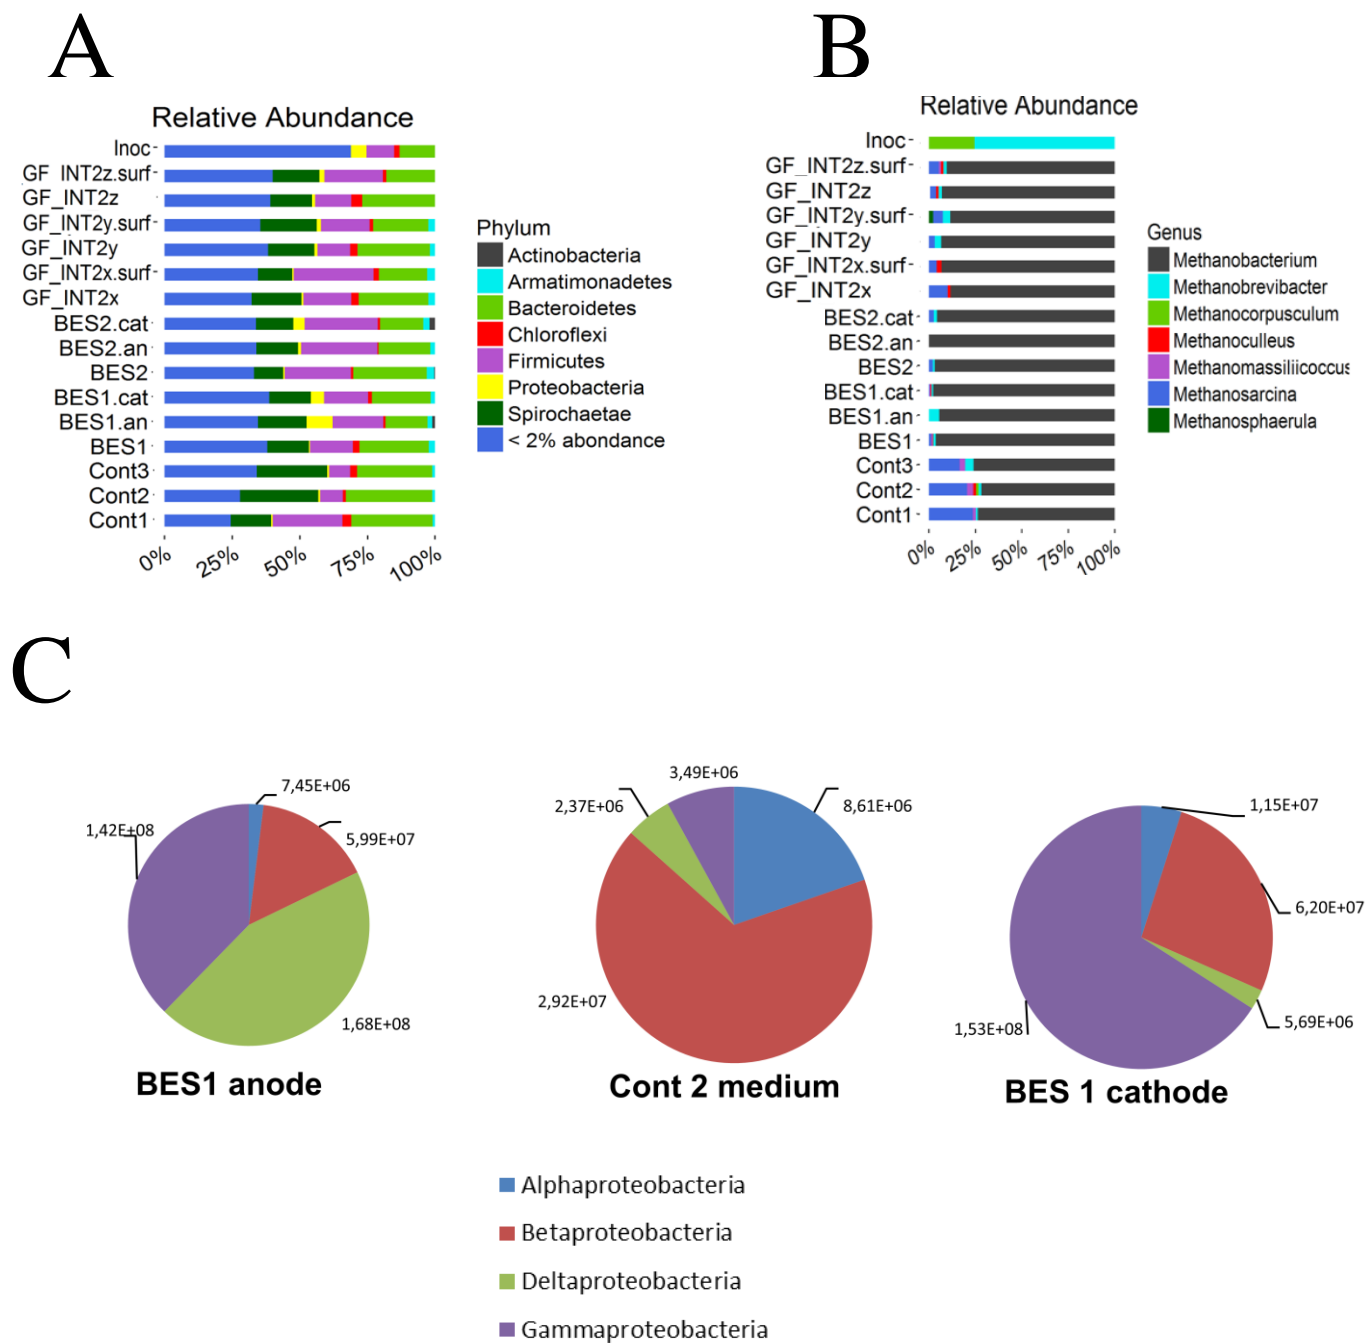 A
Relative Abundance
Inoc
GF_INT2z.surf
GF_INT2z
GF_INT2y.surf
GF_INT2y
GF_INT2x.surf
GF_INT2x
BES2.cat
BES2.an
BES2
BES1.cat
BES1.an
BES1
Cont3
Cont2
Cont1
0% 25% 50% 75% 100%
Phylum
Actinobacteria
Armatimonadetes
Bacteroidetes
Chloroflexi
Firmicutes
Proteobacteria
Spirochaetae
< 2% abondance
B
Relative Abundance
Inoc
GF_INT2z.surf
GF_INT2z
GF_INT2y.surf
GF_INT2y
GF_INT2x.surf
GF_INT2x
BES2.cat
BES2.an
BES2
BES1.cat
BES1.an
BES1
Cont3
Cont2
Cont1
0% 25% 50% 75% 100%
Genus
Methanobacterium
Methanobrevibacter
Methanocorpusculum
Methanoculleus
Methanomassiliicoccus
Methanosarcina
Methanosphaerula
C
7,45E+06
5,99E+07
1,68E+08
1,42E+08
BES1 anode
3,49E+06
8,61E+06
2,37E+06
2,92E+07
Cont 2 medium
1,15E+07
6,20E+07
5,69E+06
1,53E+08
BES 1 cathode
Alphaproteobacteria
Betaproteobacteria
Deltaproteobacteria
Gammaproteobacteria